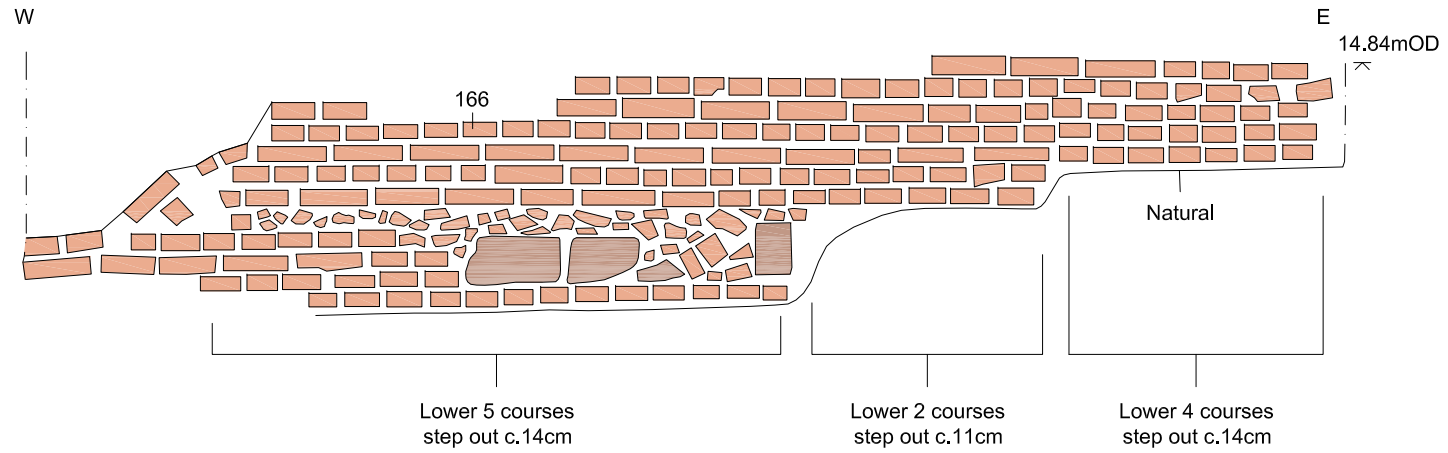 W
E
14.84mOD
166
Natural
Lower 5 courses
step out c.14cm
Lower 2 courses
step out c.11cm
Lower 4 courses
step out c.14cm